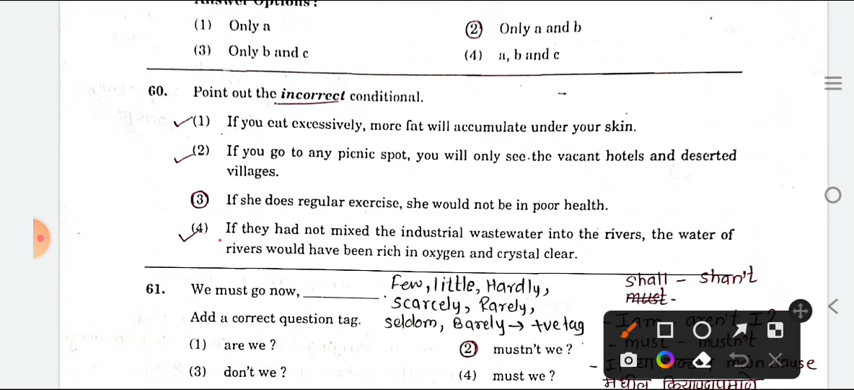 Answer Options:
(1) Only a
(2) Only a and b
(3) Only b and c
(4) a, b and c
60. Point out the incorrect conditional.
(1) If you eat excessively, more fat will accumulate under your skin.
(2) If you go to any picnic spot, you will only see the vacant hotels and deserted
villages.
(3) If she does regular exercise, she would not be in poor health.
(4) If they had not mixed the industrial wastewater into the rivers, the water of
rivers would have been rich in oxygen and crystal clear.
61. We must go now, ________.
Few, little, Hardly,
shall - shan't
must -
Scarcely, Rarely,
Add a correct question tag.
seldom, Barely → +ve tag
- I am aren't I?
(1) are we ?
(2) mustn't we ?
- must - mustn't
(3) don't we ?
(4) must we ?